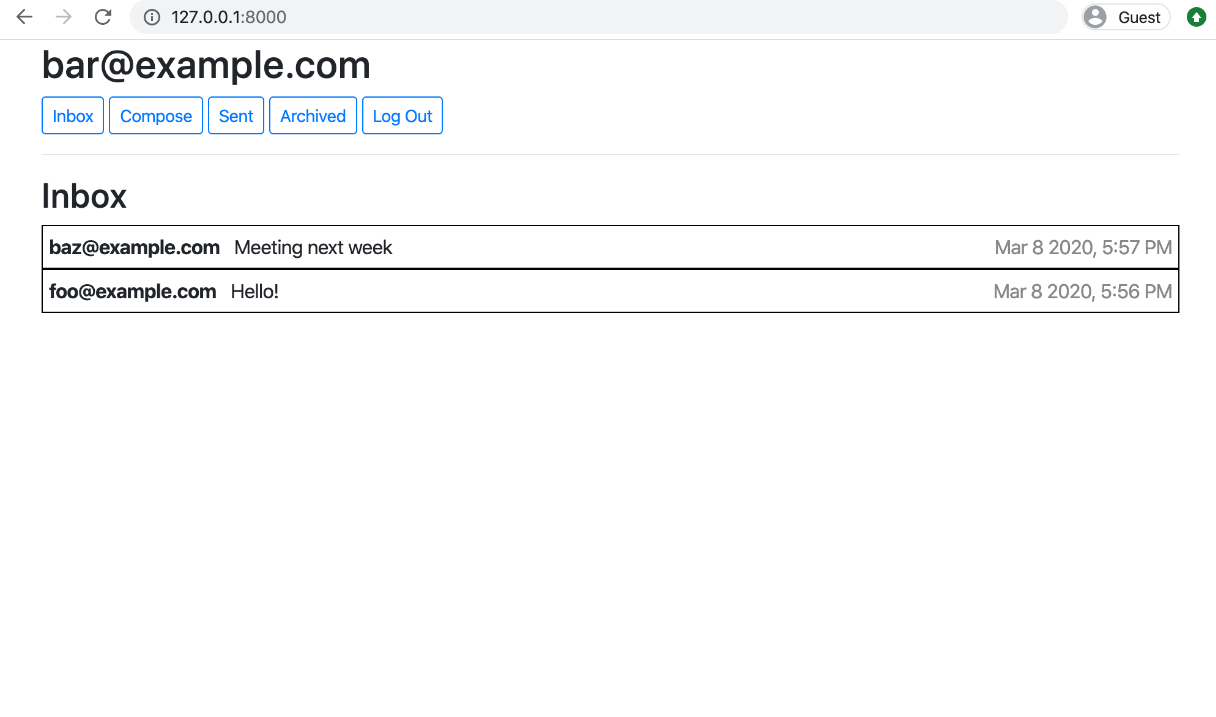 127.0.0.1:8000 Guest
bar@example.com
Inbox Compose Sent Archived Log Out
Inbox
baz@example.com Meeting next week Mar 8 2020, 5:57 PM
foo@example.com Hello! Mar 8 2020, 5:56 PM